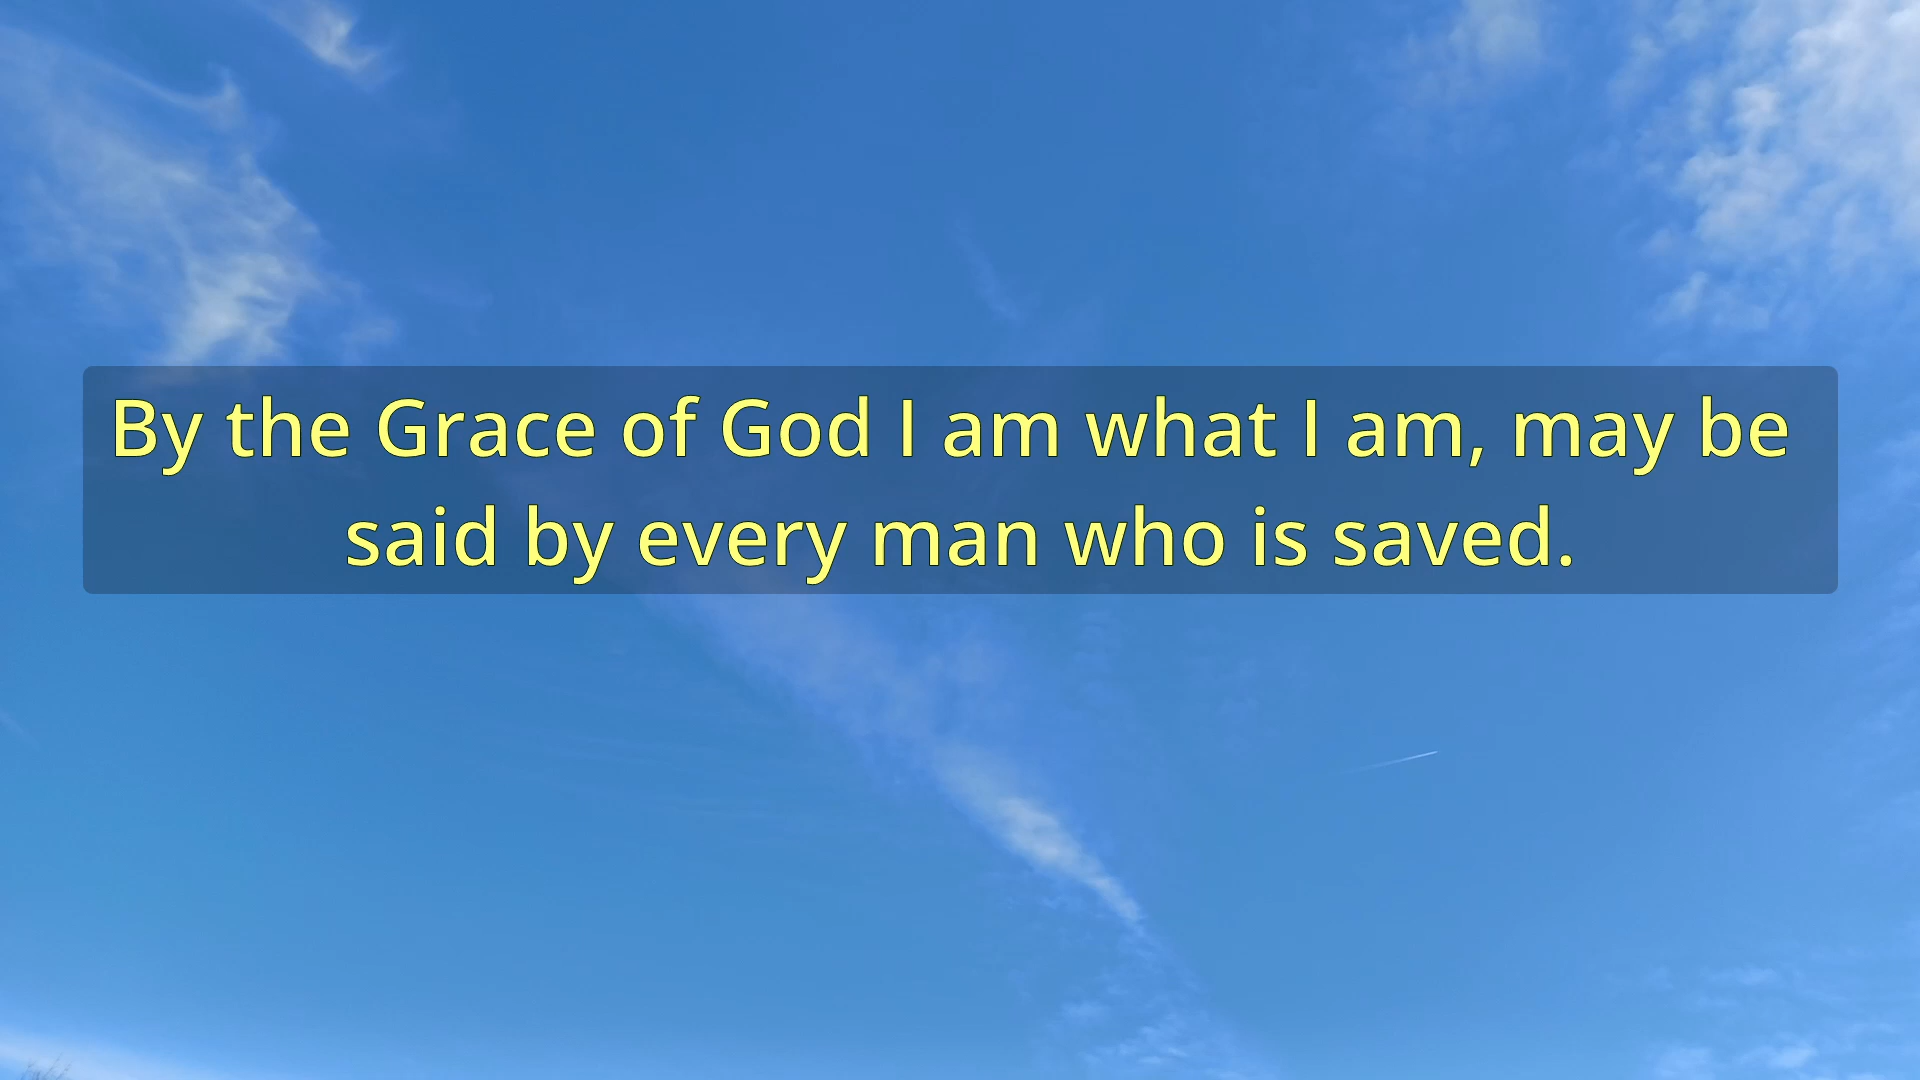 By the Grace of God I am what I am, may be
said by every man who is saved.